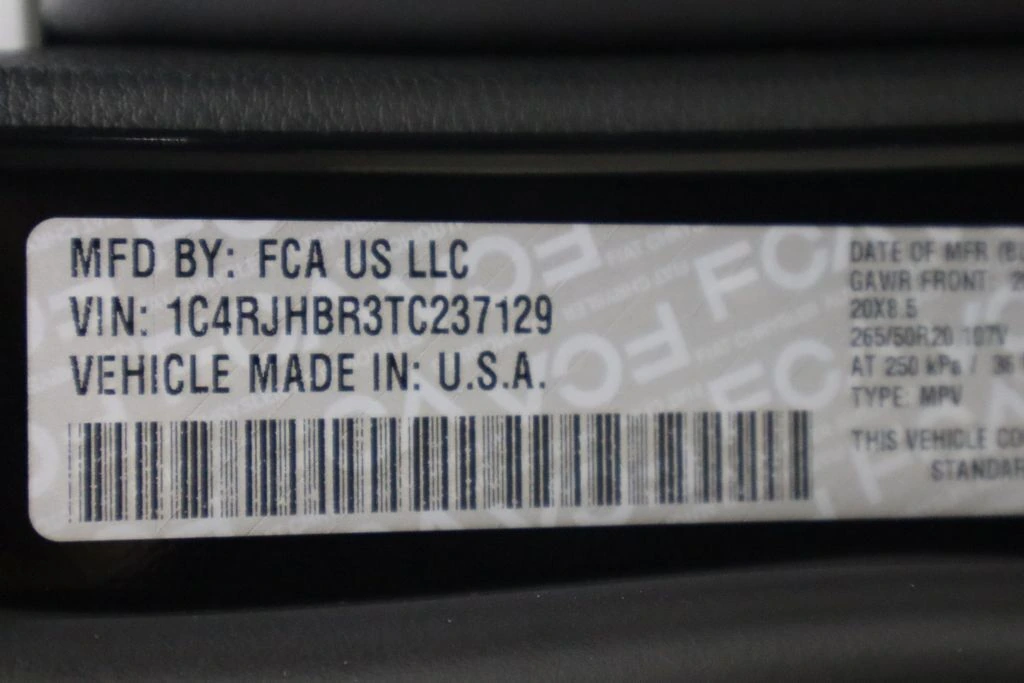 MFD BY: FCA US LLC
VIN: 1C4RJHBR3TC237129
VEHICLE MADE IN: U.S.A.
DATE OF MFR
GAWR FRONT:
20X8.5
265/50R20 107V
AT 250 kPa / 36
TYPE: MPV
THIS VEHICLE